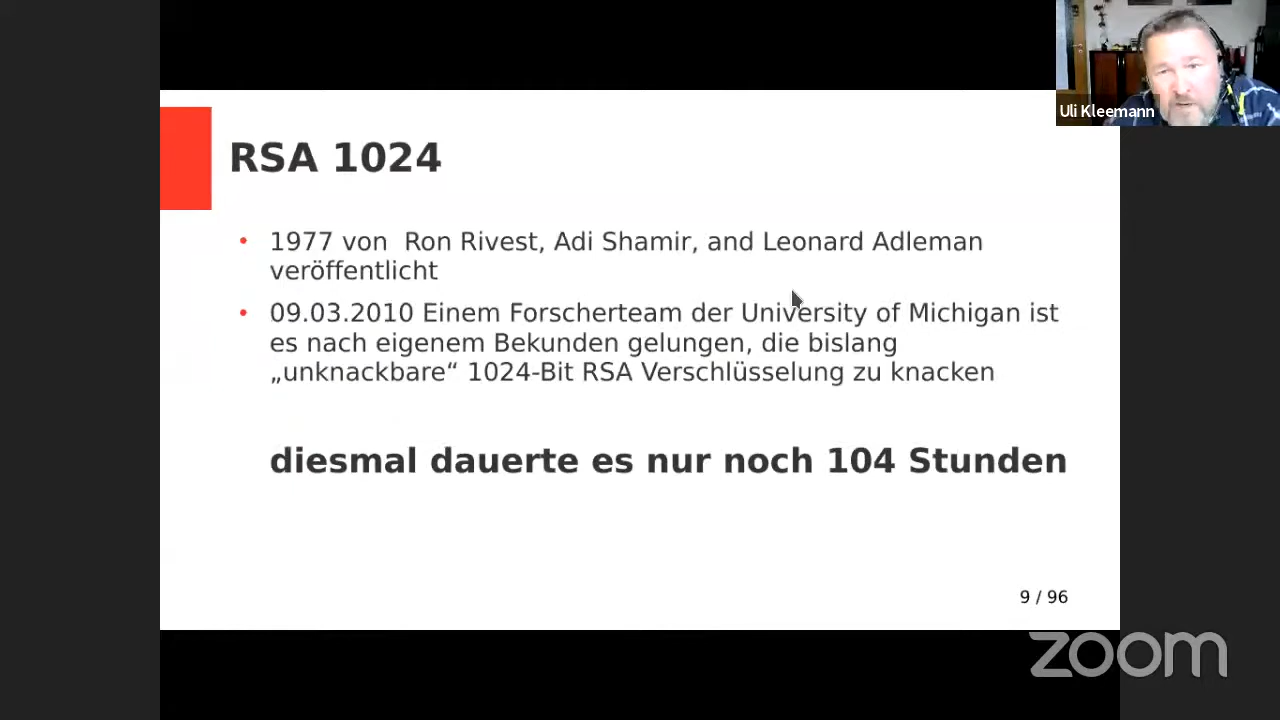 Uli Kleemann
RSA 1024
• 1977 von  Ron Rivest, Adi Shamir, and Leonard Adleman
veröffentlicht
• 09.03.2010 Einem Forscherteam der University of Michigan ist
es nach eigenem Bekunden gelungen, die bislang
„unknackbare“ 1024-Bit RSA Verschlüsselung zu knacken
diesmal dauerte es nur noch 104 Stunden
9 / 96
zoom